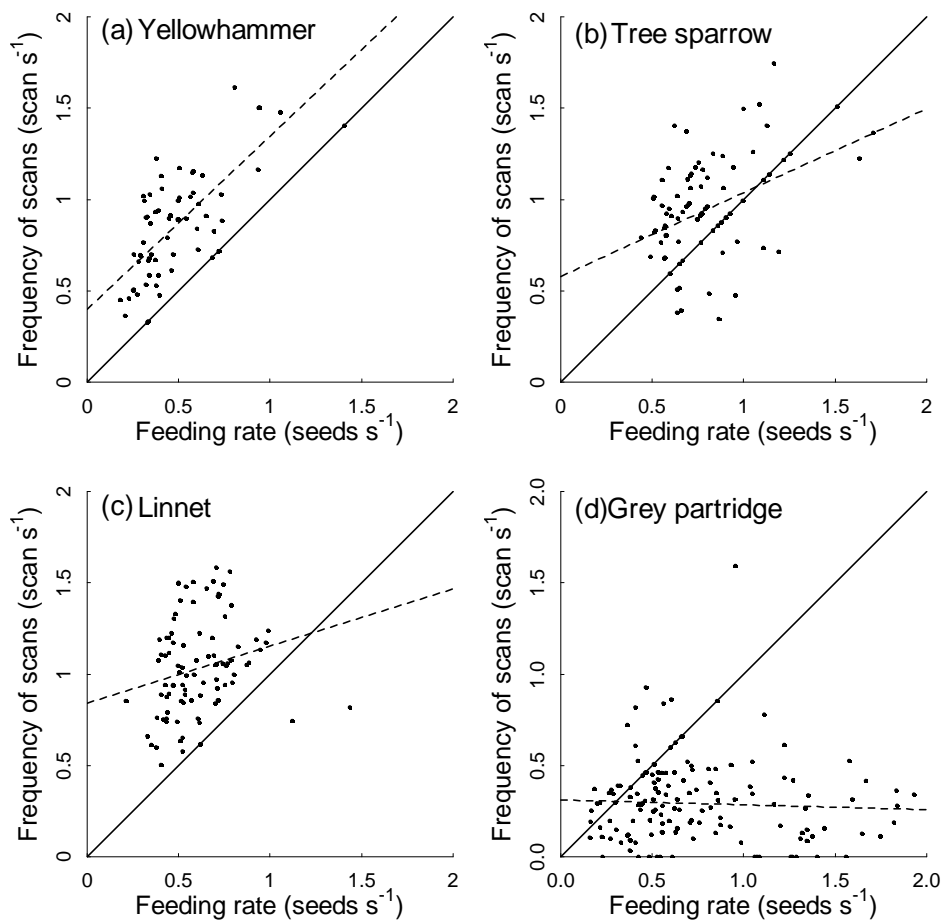 (a) Yellowhammer
Frequency of scans (scan s⁻¹)
2
1.5
1
0.5
0
0 0.5 1 1.5 2
Feeding rate (seeds s⁻¹)
(b) Tree sparrow
Frequency of scans (scan s⁻¹)
2
1.5
1
0.5
0
0 0.5 1 1.5 2
Feeding rate (seeds s⁻¹)
(c) Linnet
Frequency of scans (scan s⁻¹)
2
1.5
1
0.5
0
0 0.5 1 1.5 2
Feeding rate (seeds s⁻¹)
(d)Grey partridge
Frequency of scans (scan s⁻¹)
2.0
1.5
1.0
0.5
0.0
0.0 0.5 1.0 1.5 2.0
Feeding rate (seeds s⁻¹)